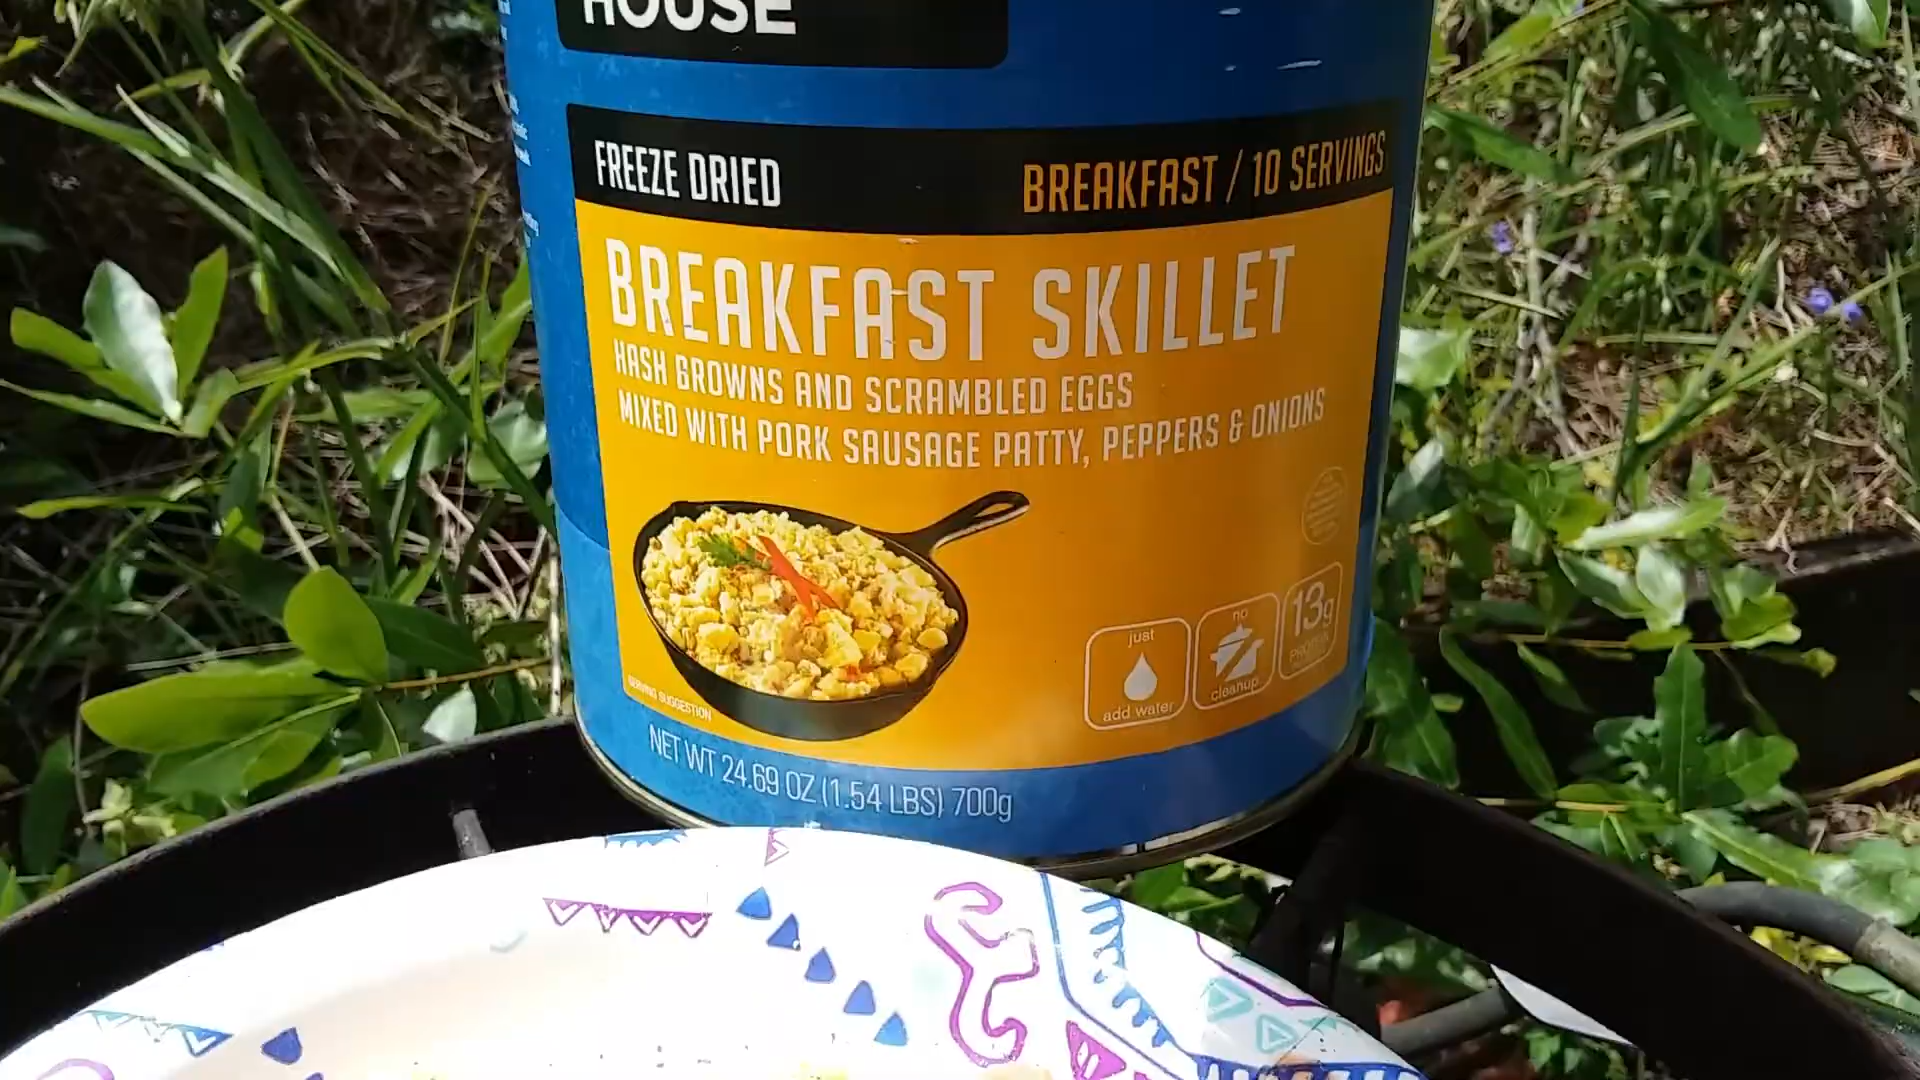 HOUSE
FREEZE DRIED
BREAKFAST / 10 SERVINGS
BREAKFAST SKILLET
HASH BROWNS AND SCRAMBLED EGGS
MIXED WITH PORK SAUSAGE PATTY, PEPPERS & ONIONS
just
add water
no
cleanup
13g
PROTEIN
SERVING SUGGESTION
NET WT 24.69 OZ (1.54 LBS) 700g